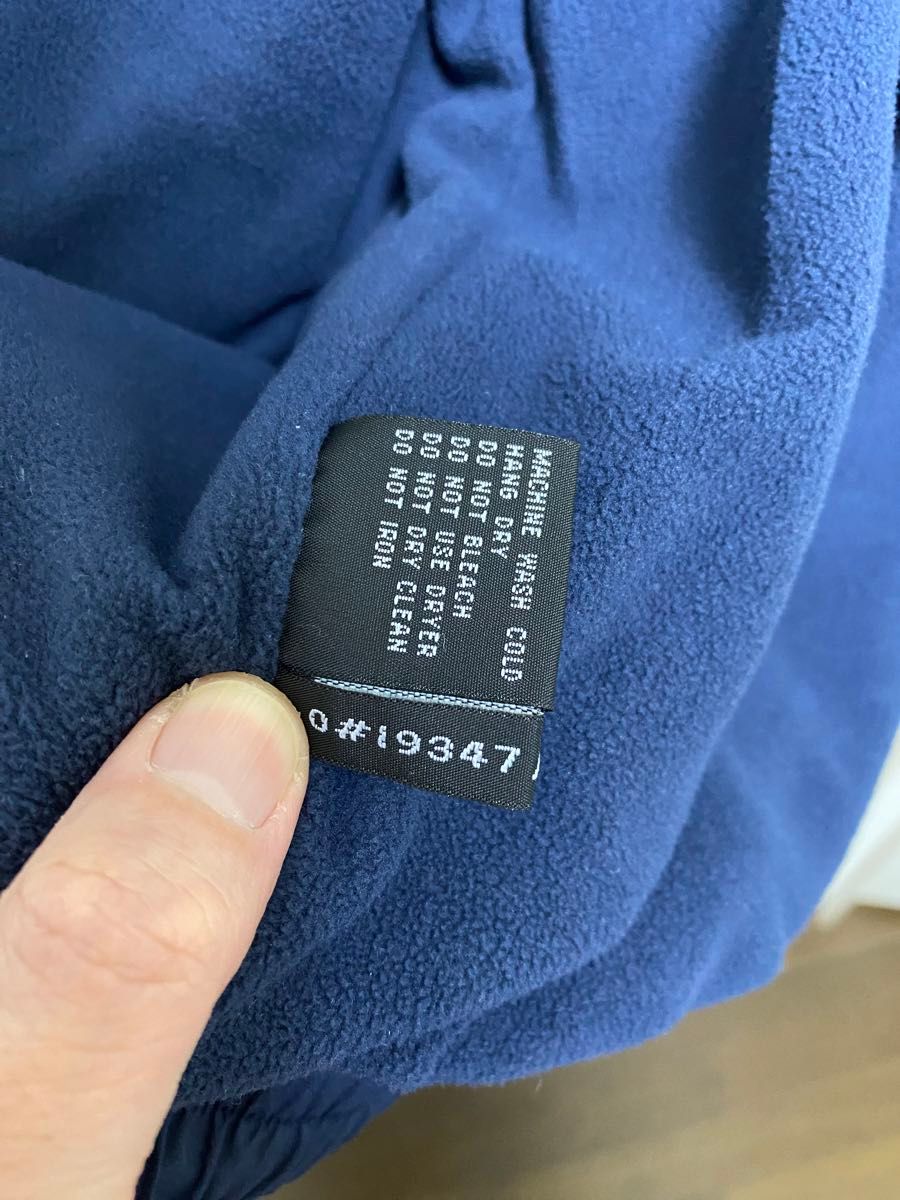 MACHINE WASH COLD
HANG DRY
DO NOT BLEACH
DO NOT USE DRYER
DO NOT DRY CLEAN
DO NOT IRON
O#19347